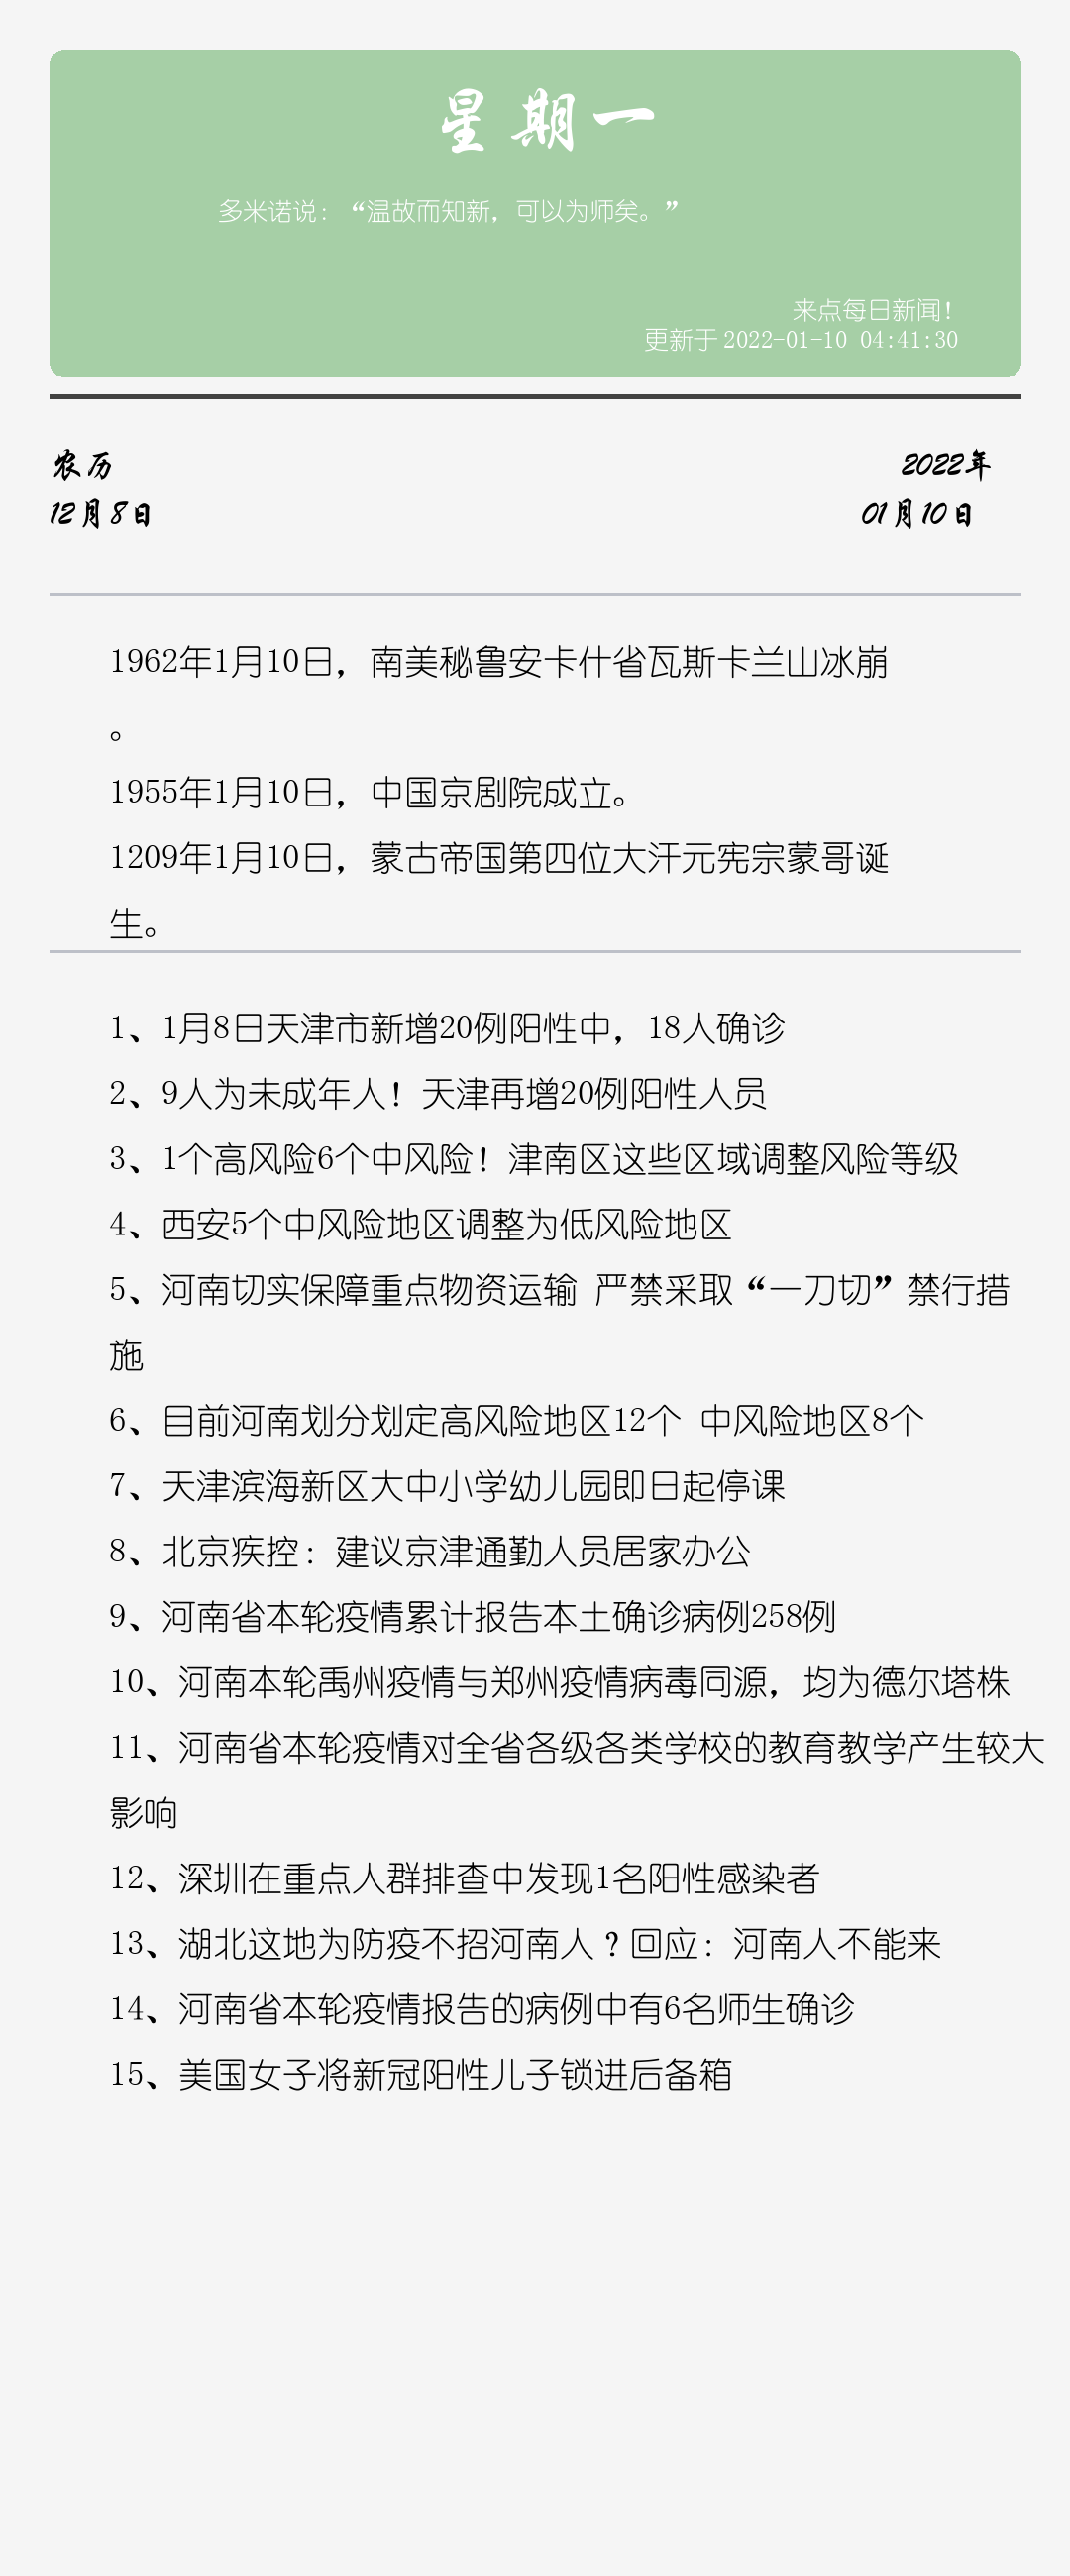 星期一
多米诺说：“温故而知新，可以为师矣。”
来点每日新闻！
更新于 2022-01-10 04:41:30
农历
2022年
12月8日
01月10日
1962年1月10日，南美秘鲁安卡什省瓦斯卡兰山冰崩
。
1955年1月10日，中国京剧院成立。
1209年1月10日，蒙古帝国第四位大汗元宪宗蒙哥诞
生。
1、1月8日天津市新增20例阳性中，18人确诊
2、9人为未成年人！天津再增20例阳性人员
3、1个高风险6个中风险！津南区这些区域调整风险等级
4、西安5个中风险地区调整为低风险地区
5、河南切实保障重点物资运输 严禁采取“一刀切”禁行措
施
6、目前河南划分划定高风险地区12个 中风险地区8个
7、天津滨海新区大中小学幼儿园即日起停课
8、北京疾控：建议京津通勤人员居家办公
9、河南省本轮疫情累计报告本土确诊病例258例
10、河南本轮禹州疫情与郑州疫情病毒同源，均为德尔塔株
11、河南省本轮疫情对全省各级各类学校的教育教学产生较大
影响
12、深圳在重点人群排查中发现1名阳性感染者
13、湖北这地为防疫不招河南人？回应：河南人不能来
14、河南省本轮疫情报告的病例中有6名师生确诊
15、美国女子将新冠阳性儿子锁进后备箱